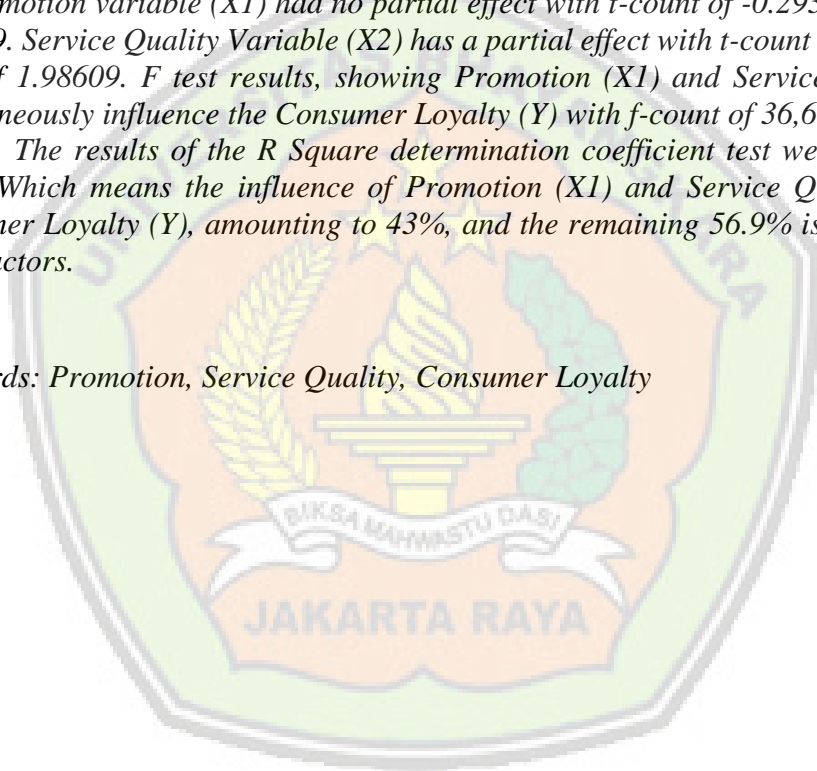 motion variable (X1) had no partial effect with t-count of -0.295
9. Service Quality Variable (X2) has a partial effect with t-count
f 1.98609. F test results, showing Promotion (X1) and Service
neously influence the Consumer Loyalty (Y) with f-count of 36,6
The results of the R Square determination coefficient test we
Which means the influence of Promotion (X1) and Service Q
ner Loyalty (Y), amounting to 43%, and the remaining 56.9% is
actors.
rds: Promotion, Service Quality, Consumer Loyalty
UNIVERSITAS BHAYANGKARA
BIKSA MAHWASTU DASI
JAKARTA RAYA